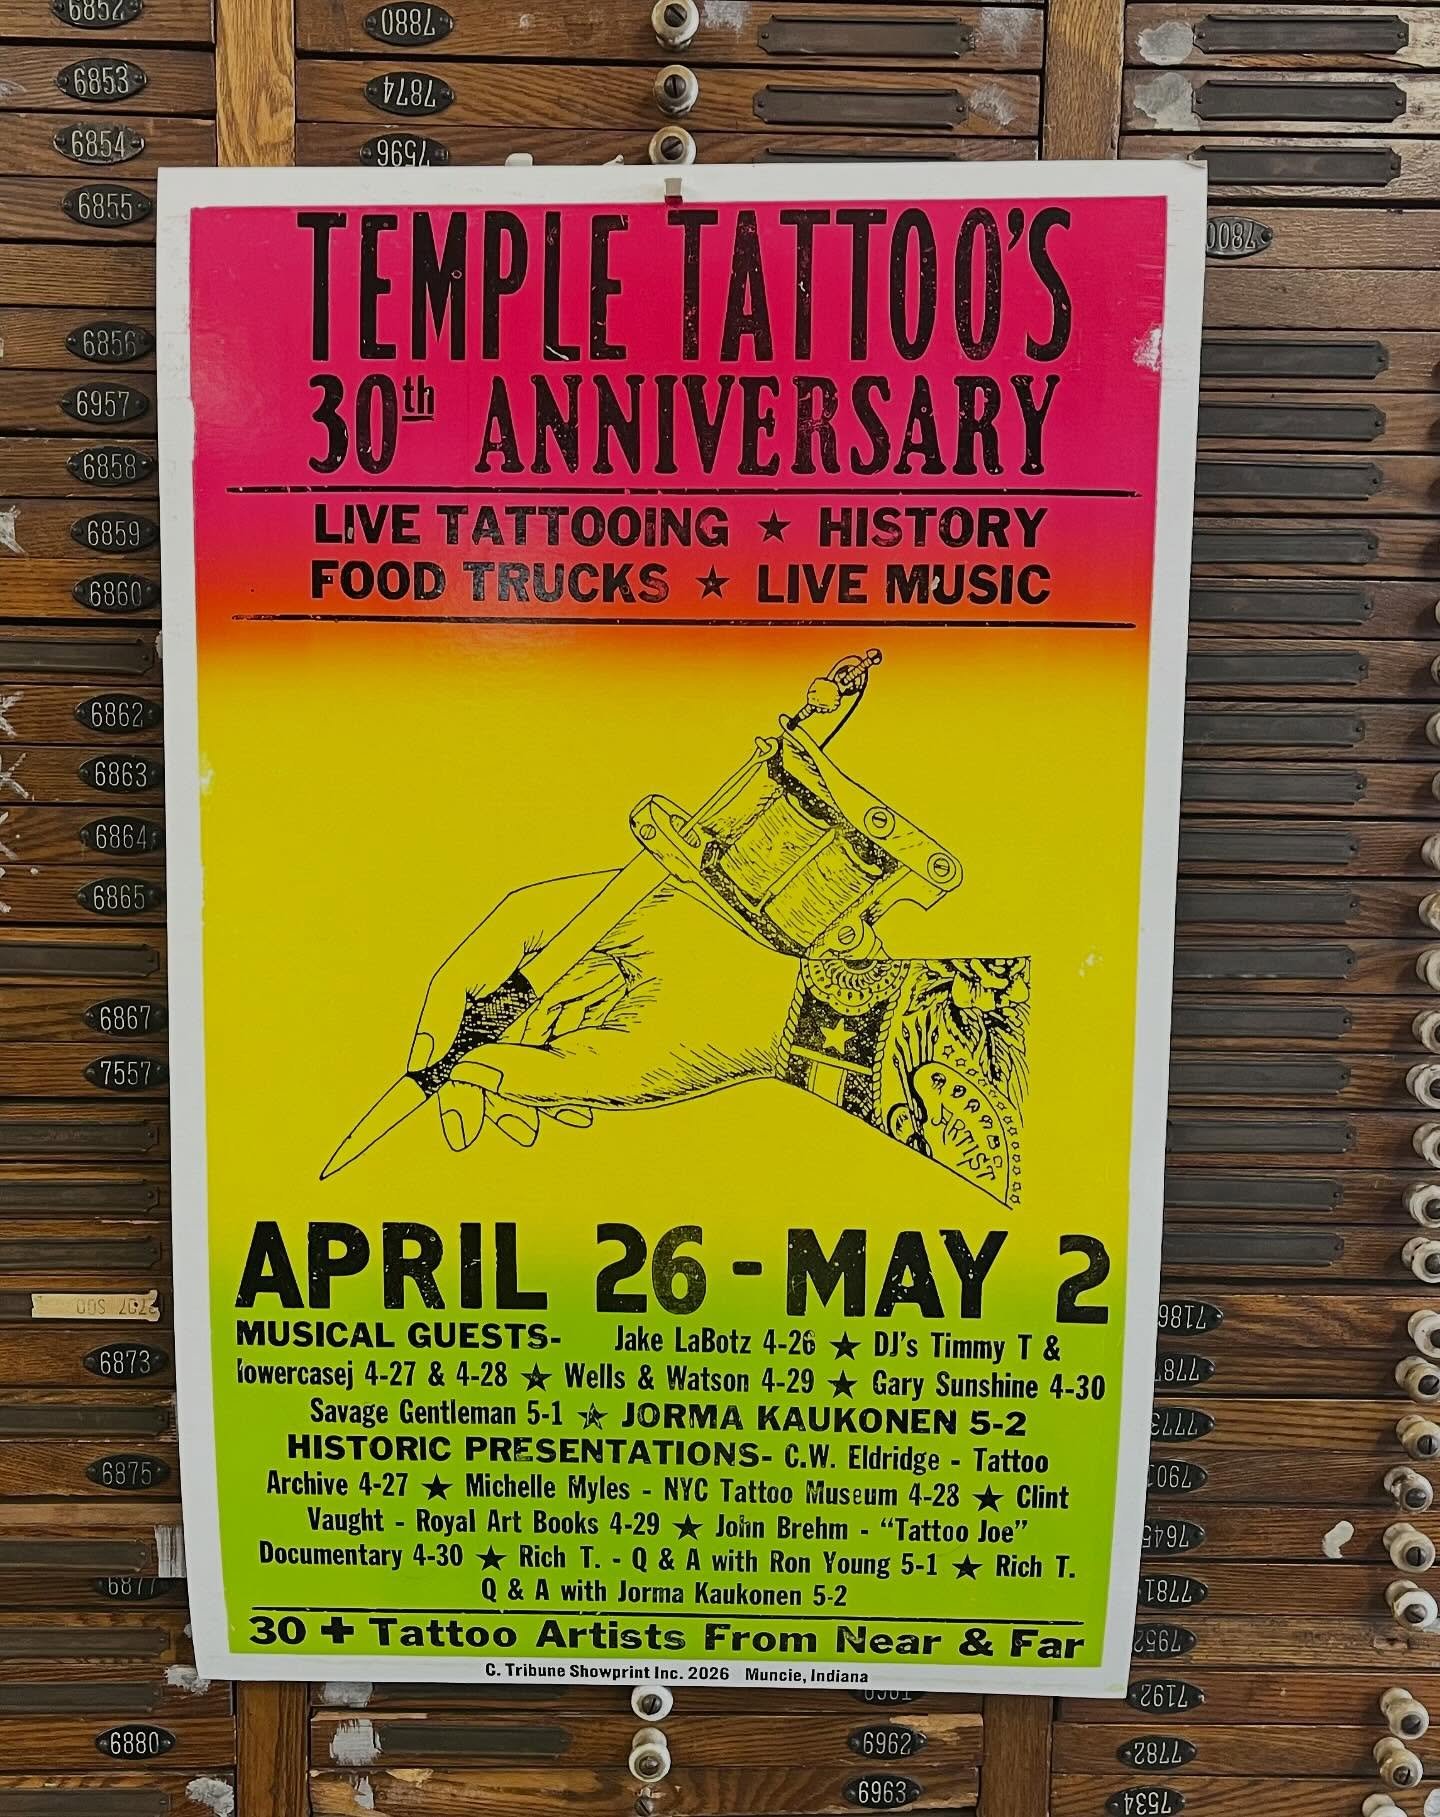 TEMPLE TATTOO'S
30th ANNIVERSARY
LIVE TATTOOING ★ HISTORY
FOOD TRUCKS ★ LIVE MUSIC
ARTIST
APRIL 26 - MAY 2
MUSICAL GUESTS- Jake LaBotz 4-26 ★ DJ's Timmy T &
lowercasej 4-27 & 4-28 ★ Wells & Watson 4-29 ★ Gary Sunshine 4-30
Savage Gentleman 5-1 ★ JORMA KAUKONEN 5-2
HISTORIC PRESENTATIONS- C.W. Eldridge - Tattoo
Archive 4-27 ★ Michelle Myles - NYC Tattoo Museum 4-28 ★ Clint
Vaught - Royal Art Books 4-29 ★ John Brehm - “Tattoo Joe”
Documentary 4-30 ★ Rich T. - Q & A with Ron Young 5-1 ★ Rich T.
Q & A with Jorma Kaukonen 5-2
30 + Tattoo Artists From Near & Far
C. Tribune Showprint Inc. 2026 Muncie, Indiana
6852
6853
6854
6855
6856
6957
6858
6859
6860
6862
6863
6864
6865
6867
7557
6873
6875
6877
6880
7880
7874
7596
7800
7186
7773
7645
7781
7952
7192
7782
7534
6962
6963